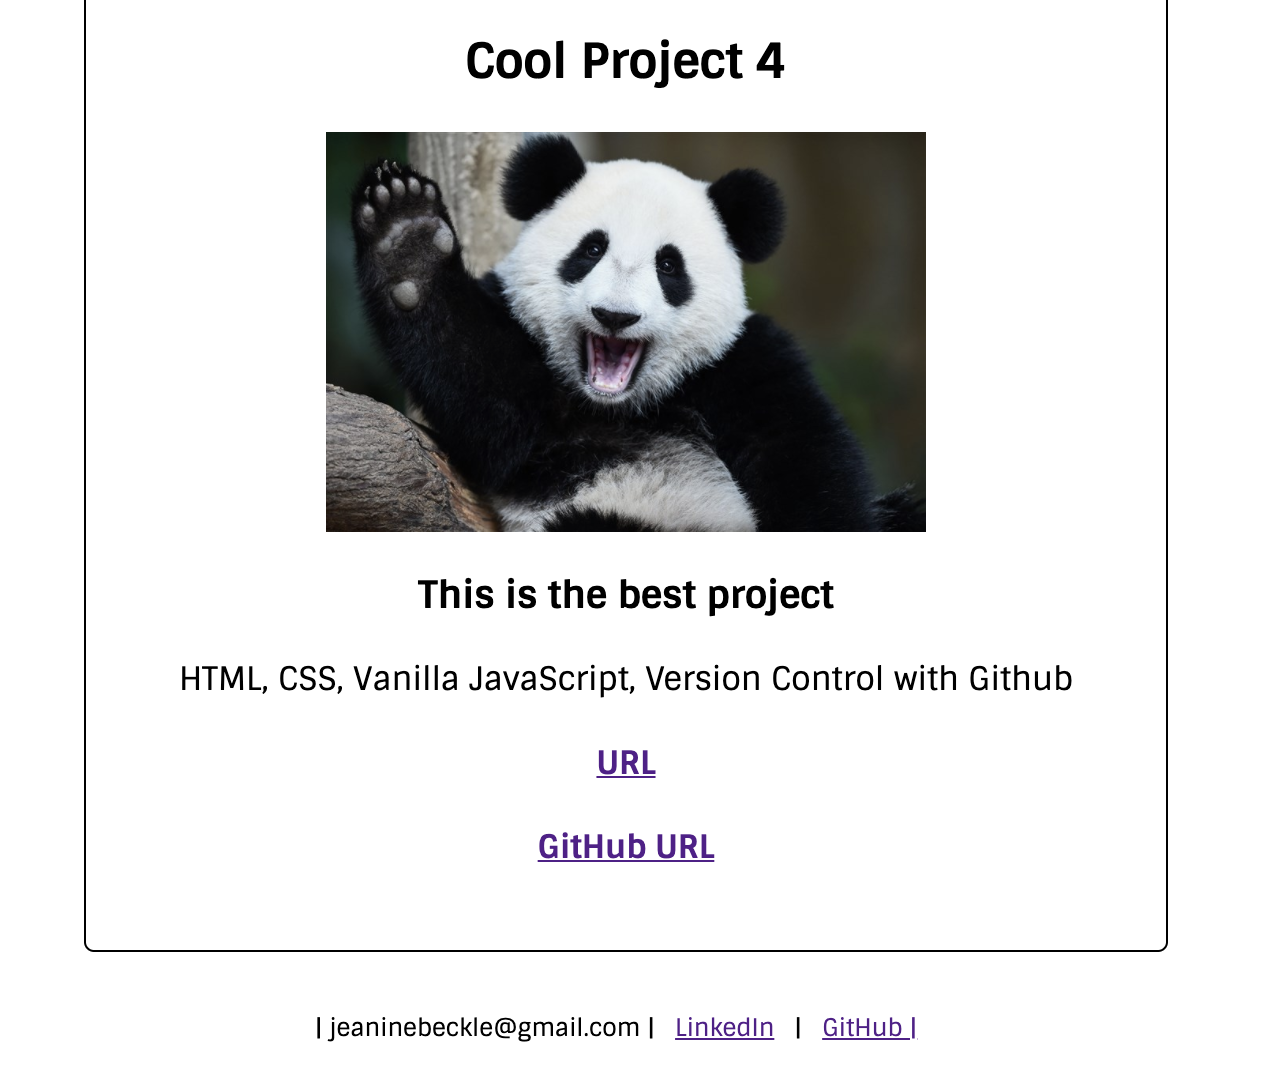 Cool Project 4
This is the best project
HTML, CSS, Vanilla JavaScript, Version Control with Github
URL
GitHub URL
| jeaninebeckle@gmail.com | LinkedIn | GitHub |